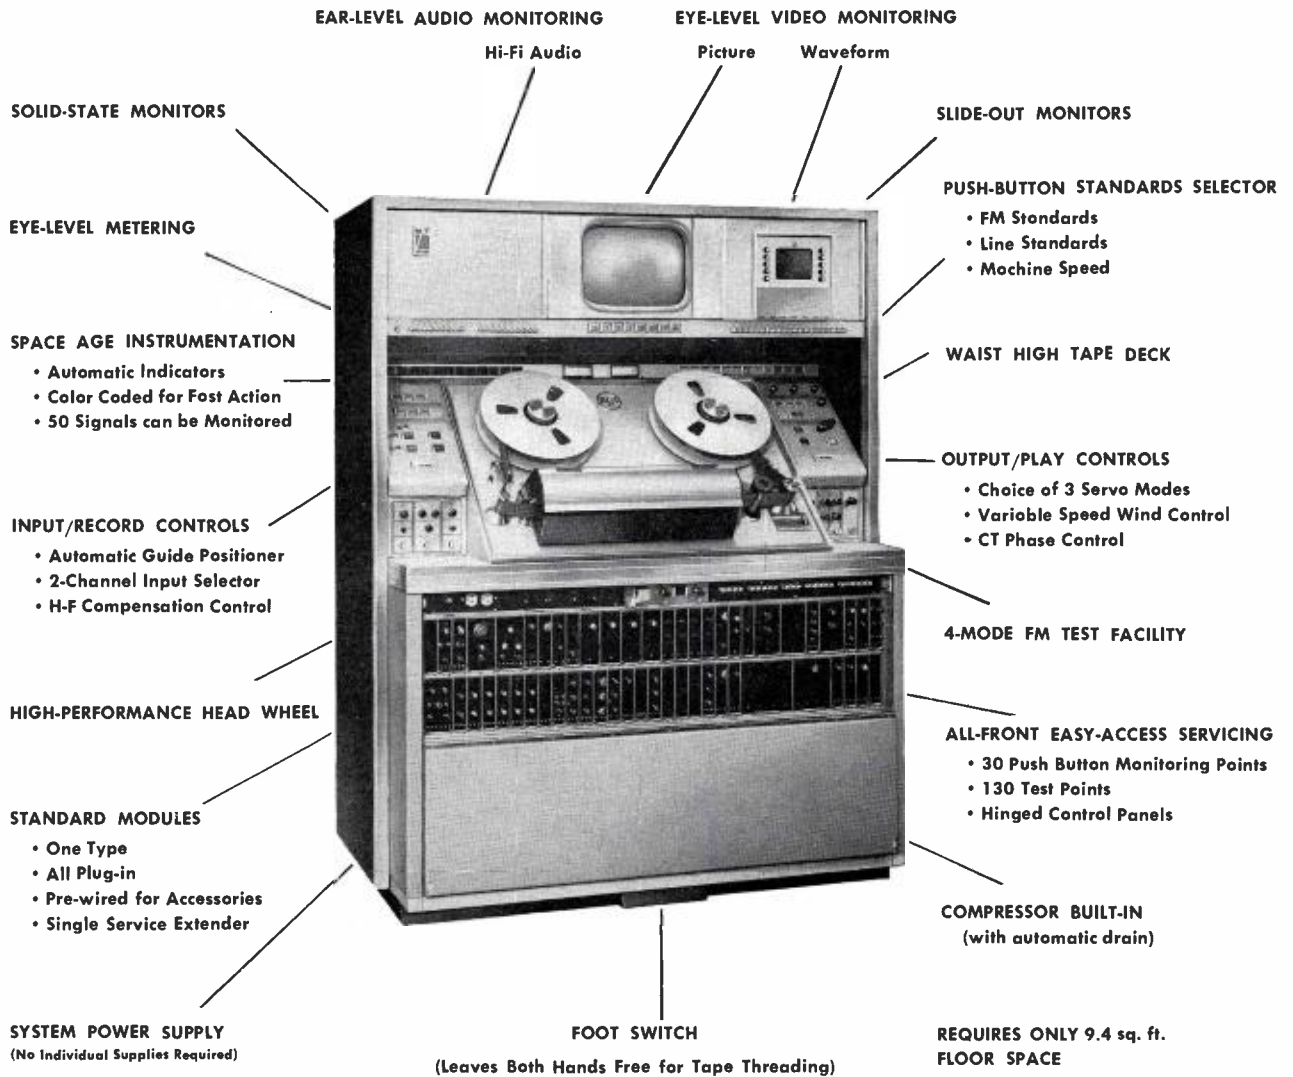 EAR-LEVEL AUDIO MONITORING
Hi-Fi Audio
EYE-LEVEL VIDEO MONITORING
Picture Waveform
SOLID-STATE MONITORS
EYE-LEVEL METERING
SPACE AGE INSTRUMENTATION
• Automatic Indicators
• Color Coded for Fast Action
• 50 Signals can be Monitored
INPUT/RECORD CONTROLS
• Automatic Guide Positioner
• 2-Channel Input Selector
• H-F Compensation Control
HIGH-PERFORMANCE HEAD WHEEL
STANDARD MODULES
• One Type
• All Plug-in
• Pre-wired for Accessories
• Single Service Extender
SYSTEM POWER SUPPLY
(No Individual Supplies Required)
SLIDE-OUT MONITORS
PUSH-BUTTON STANDARDS SELECTOR
• FM Standards
• Line Standards
• Machine Speed
WAIST HIGH TAPE DECK
OUTPUT/PLAY CONTROLS
• Choice of 3 Servo Modes
• Variable Speed Wind Control
• CT Phase Control
4-MODE FM TEST FACILITY
ALL-FRONT EASY-ACCESS SERVICING
• 30 Push Button Monitoring Points
• 130 Test Points
• Hinged Control Panels
COMPRESSOR BUILT-IN
(with automatic drain)
FOOT SWITCH
(Leaves Both Hands Free for Tape Threading)
REQUIRES ONLY 9.4 sq. ft.
FLOOR SPACE